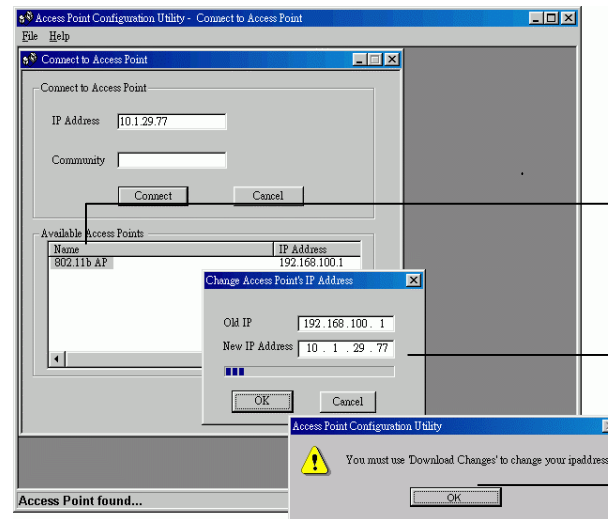 Access Point Configuration Utility - Connect to Access Point
File Help
Connect to Access Point
Connect to Access Point
IP Address 10.1.29.77
Community
Connect Cancel
Available Access Points
Name IP Address
802.11b AP 192.168.100.1
Change Access Point's IP Address
Old IP 192.168.100. 1
New IP Address 10 . 1 . 29 . 77
OK Cancel
Access Point Configuration Utility
You must use 'Download Changes' to change your ipaddress
OK
Access Point found...